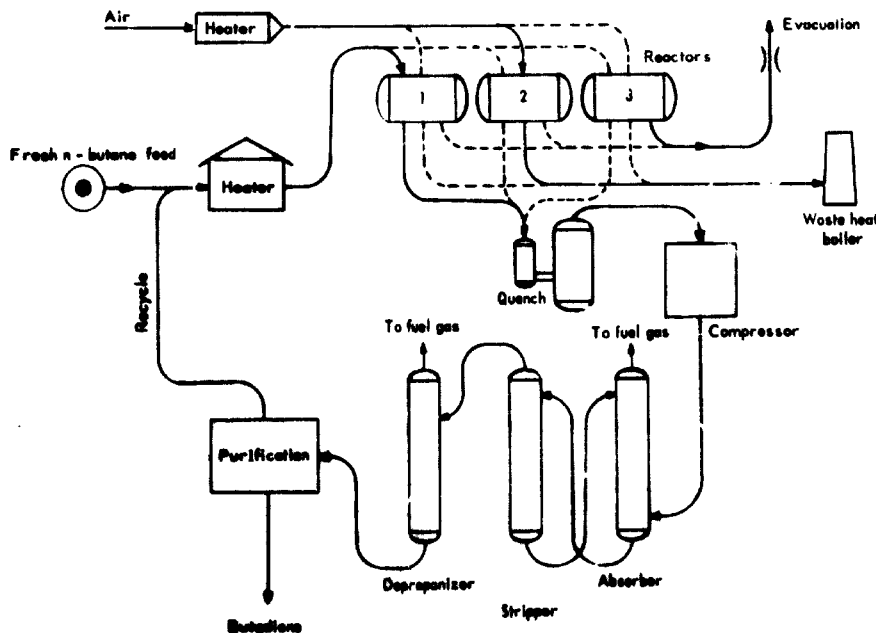 Air
Heater
Evacuation
Reactors
1
2
3
Fresh n - butane feed
Heater
Waste heat
boiler
Quench
Recycle
To fuel gas
To fuel gas
Compressor
Purification
Depropanizer
Absorber
Stripper
Butadiene